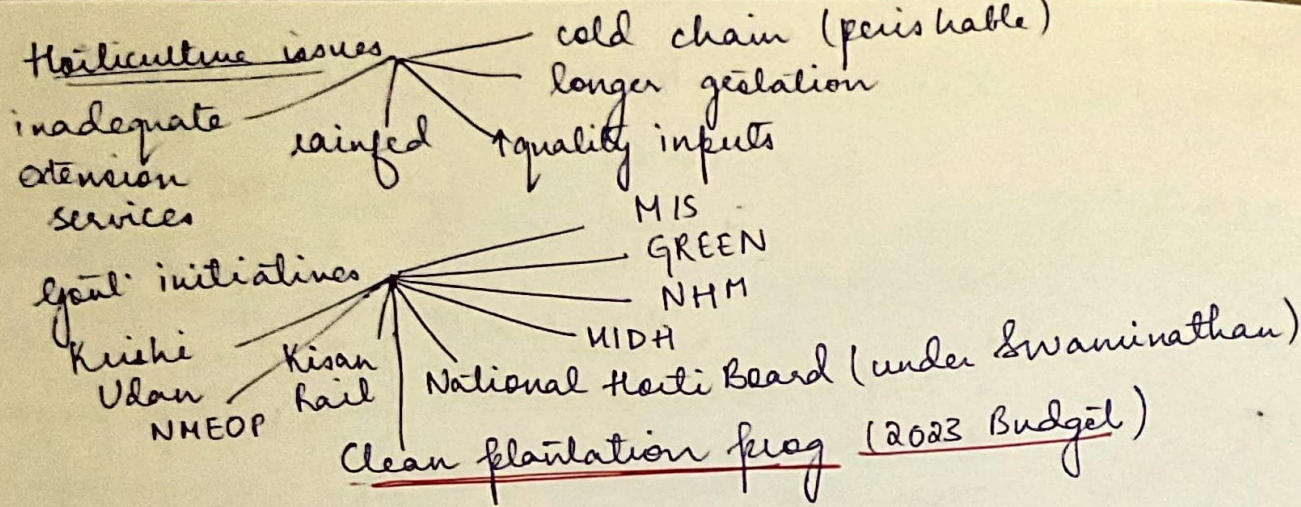 Horticulture issues
cold chain (perishable)
longer gestation
↑quality inputs
rainfed
inadequate
extension
services
Govt initiatives
MIS
GREEN
NHM
MIDH
National Horti Board (under Swaminathan)
Clean plantation prog (2023 Budget)
Kisan
Rail
NMEOP
Krishi
Udan